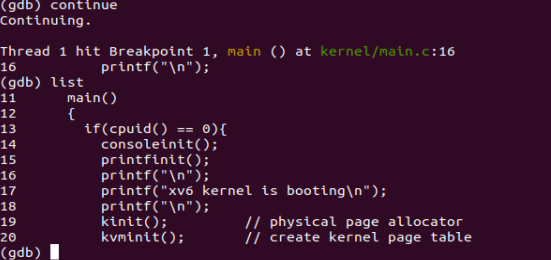 (gdb) continue
Continuing.

Thread 1 hit Breakpoint 1, main () at kernel/main.c:16
16          printf("\n");
(gdb) list
11      main()
12      {
13        if(cpuid() == 0){
14          consoleinit();
15          printfinit();
16          printf("\n");
17          printf("xv6 kernel is booting\n");
18          printf("\n");
19          kinit();         // physical page allocator
20          kvminit();       // create kernel page table
(gdb)